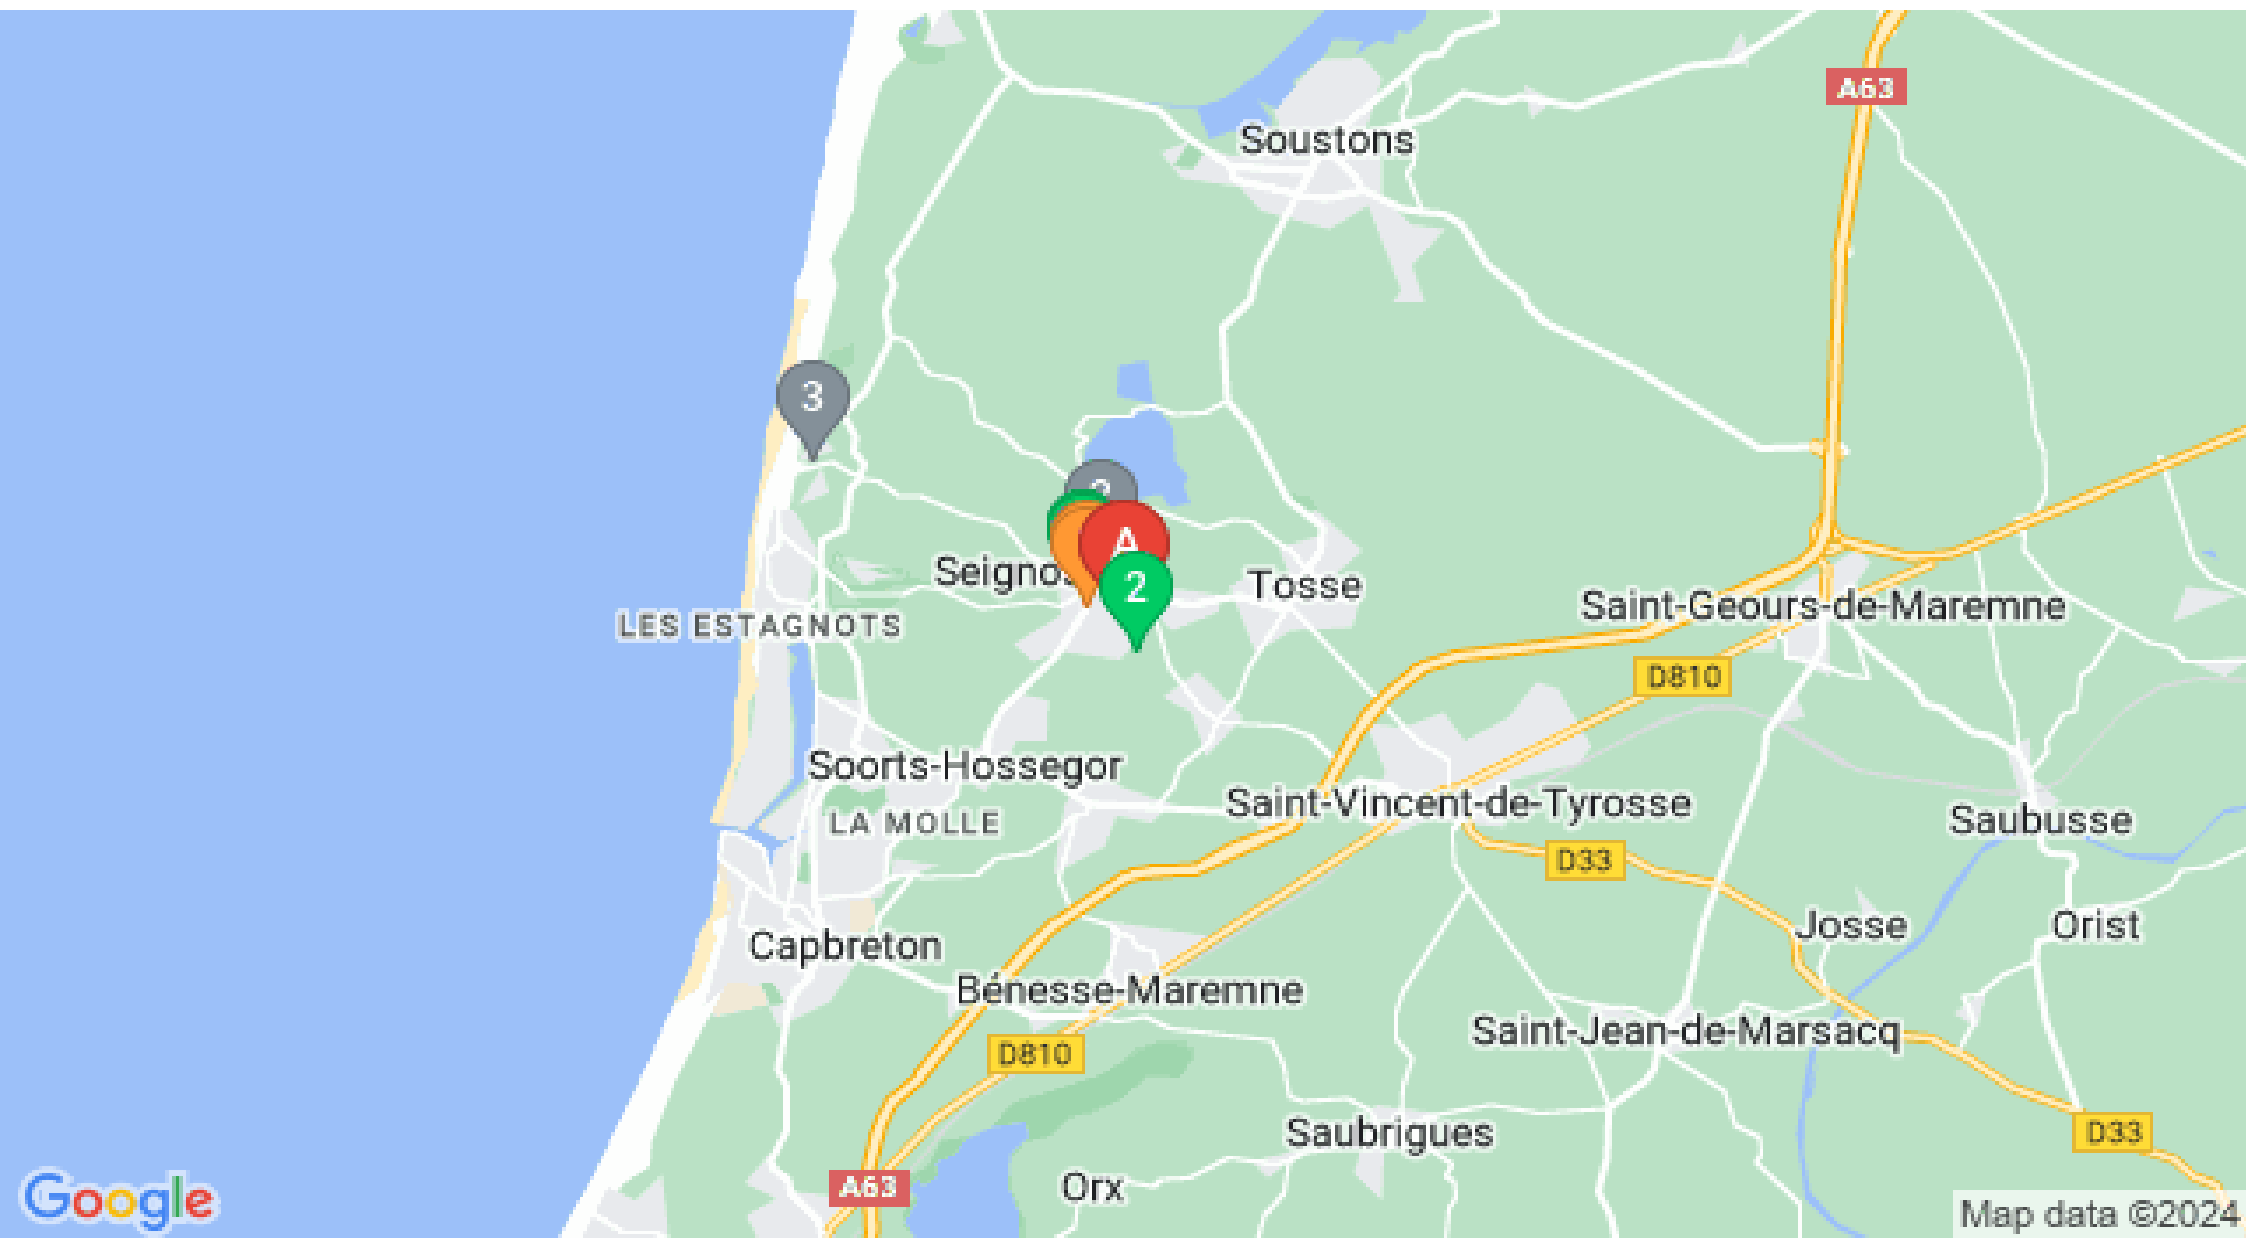 A63
Soustons
3
A
Seigno
2
Tosse
Saint-Geours-de-Maremne
LES ESTAGNOTS
D810
Soorts-Hossegor
Saint-Vincent-de-Tyrosse
LA MOLLE
Saubusse
D33
Josse
Orist
Capbreton
Bénesse-Maremne
Saint-Jean-de-Marsacq
D810
Saubrigues
D33
A63
Orx
Google
Map data ©2024